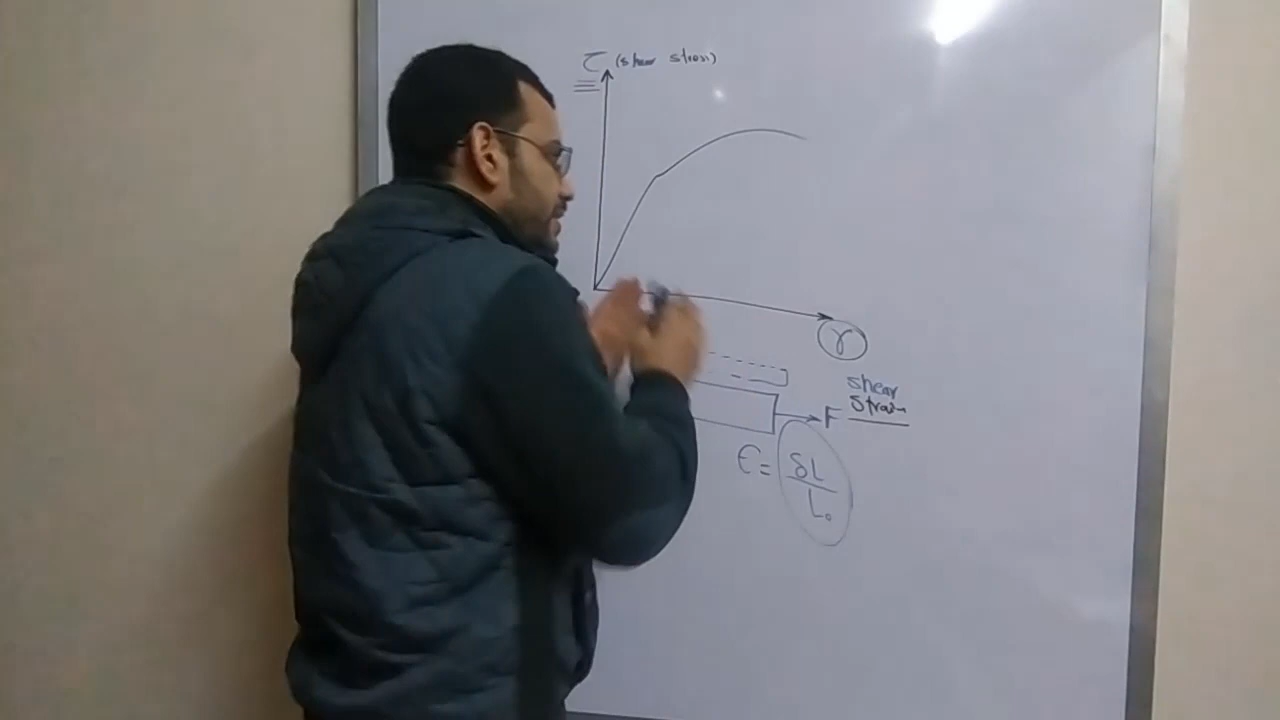 τ (shear stress)
γ
shear
strain
F
ϵ = δL
L₀